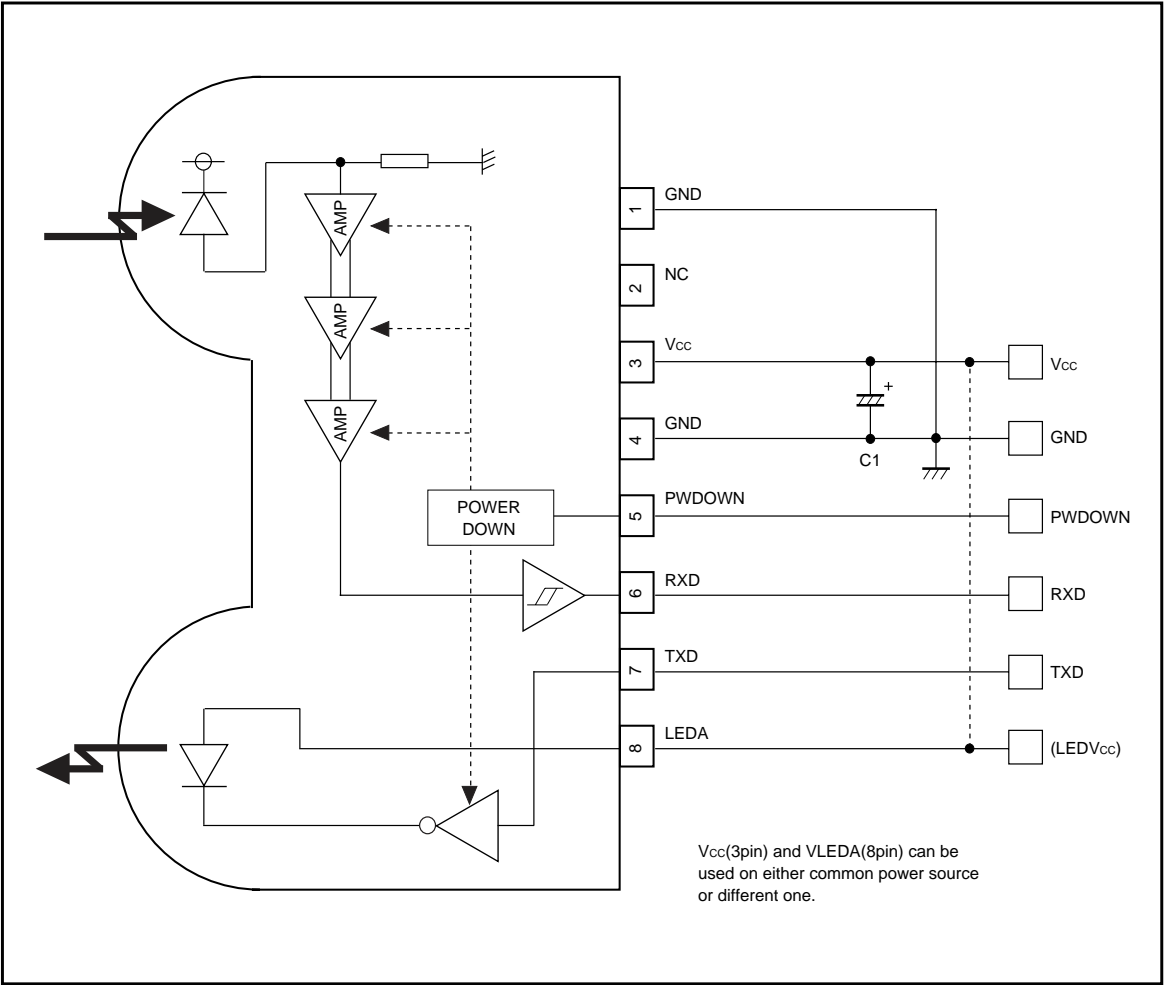 AMP
AMP
AMP
POWER
DOWN
1
GND
2
NC
3
Vcc
4
GND
5
PWDOWN
6
RXD
7
TXD
8
LEDA
+
C1
Vcc
GND
PWDOWN
RXD
TXD
(LEDVcc)
Vcc(3pin) and VLEDA(8pin) can be
used on either common power source
or different one.